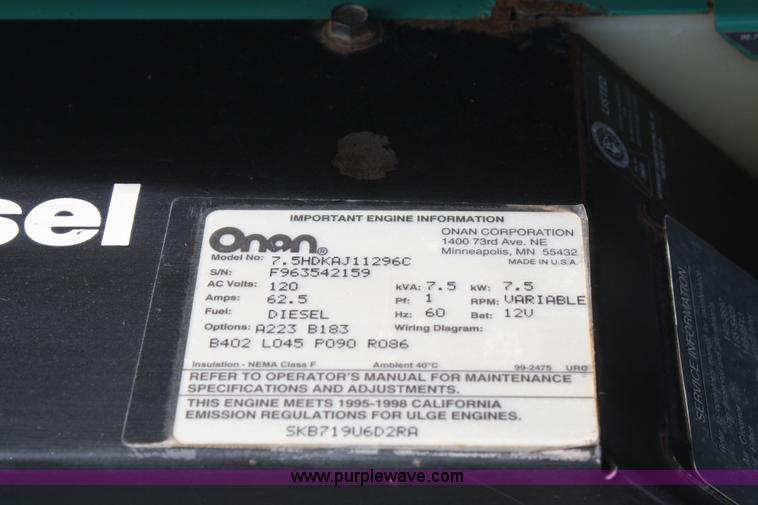 sel
LISTED
IMPORTANT ENGINE INFORMATION
Onan®
ONAN CORPORATION
1400 73rd Ave. NE
Minneapolis, MN 55432
MADE IN U.S.A.
Model No: 7.5HDKAJ11296C
S/N: F963542159
AC Volts: 120 kVA: 7.5 kW: 7.5
Amps: 62.5 Pf: 1 RPM: VARIABLE
Fuel: DIESEL Hz: 60 Bat: 12V
Options: A223 B183 Wiring Diagram:
B402 L045 P090 R086
Insulation - NEMA Class F Ambient 40°C 99-2475 URG
REFER TO OPERATOR'S MANUAL FOR MAINTENANCE
SPECIFICATIONS AND ADJUSTMENTS.
THIS ENGINE MEETS 1995-1998 CALIFORNIA
EMISSION REGULATIONS FOR ULGE ENGINES.
SKB719U6D2RA
SERVICE INFORMATION
www.purplewave.com